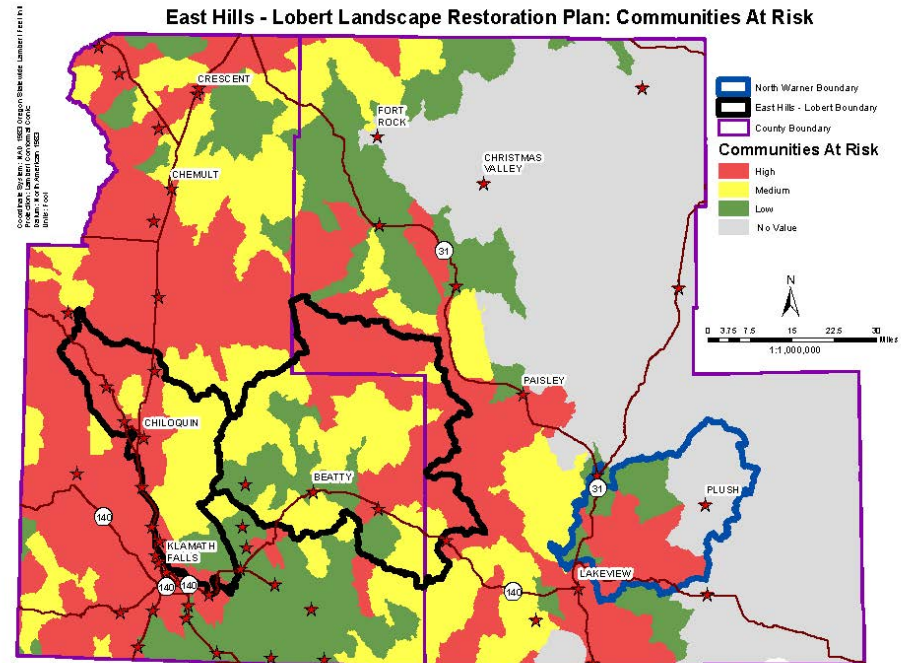 East Hills - Lobert Landscape Restoration Plan: Communities At Risk
Units: Foot
CRESCENT
FORT
ROCK
CHRISTMAS
VALLEY
CHEMULT
31
PAISLEY
CHILOQUIN
BEATTY
31
PLUSH
140
KLAMATH
FALLS
140
140
LAKEVIEW
140
North Warner Boundary
East Hills - Lobert Boundary
County Boundary
Communities At Risk
High
Medium
Low
No Value
N
0 3.75 7.5 15 22.5 30
Miles
1:1,000,000